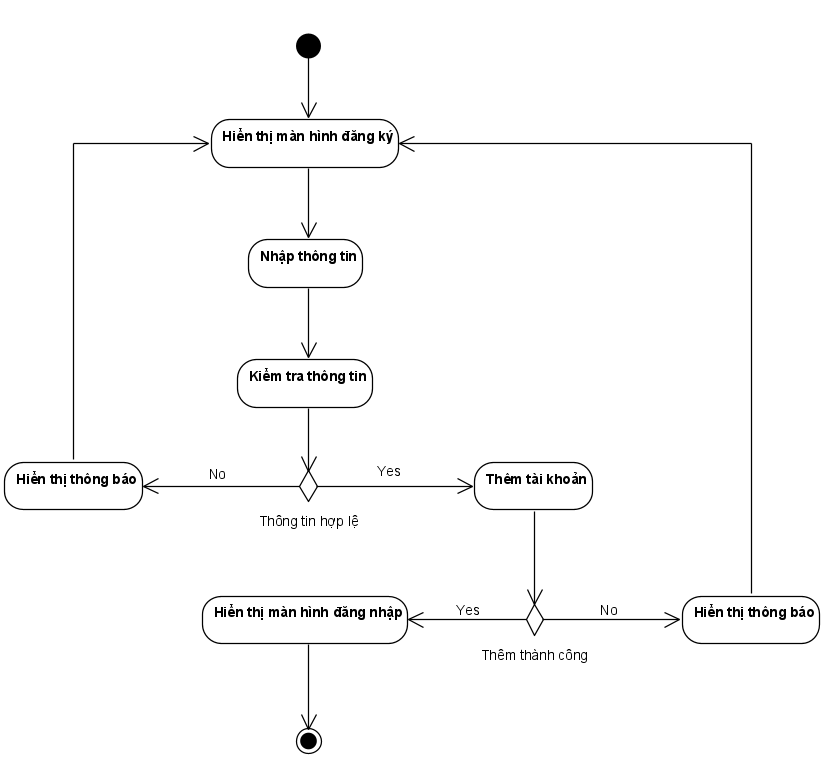 Hiển thị màn hình đăng ký
Nhập thông tin
Kiểm tra thông tin
No
Yes
Hiển thị thông báo
Thêm tài khoản
Thông tin hợp lệ
Hiển thị màn hình đăng nhập
Yes
No
Hiển thị thông báo
Thêm thành công